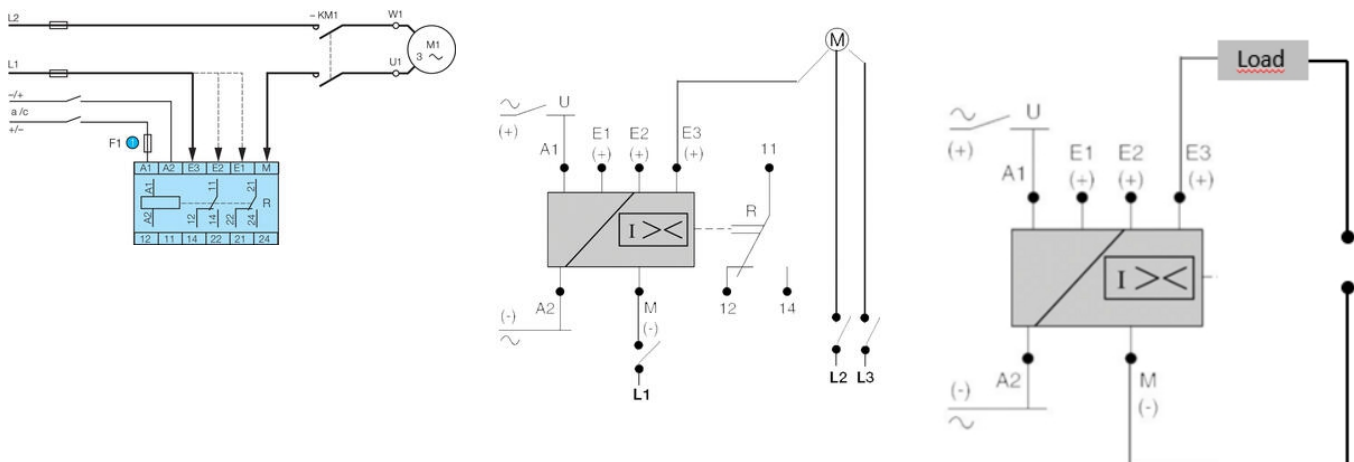 L2
– KM1
W1
M1
3 ~
L1
U1
–/+
a /c
+/–
F1 1
A1 A2 E3 E2 E1 M
A1
A2
11
12
14
21
22
24
R
12 11 14 22 21 24
M
~
(+)
U
A1
E1
(+)
E2
(+)
E3
(+)
11
I ><
R
A2
(-)
~
M
(-)
12
14
L1
L2 L3
Load
~
(+)
U
A1
E1
(+)
E2
(+)
E3
(+)
I ><
A2
(-)
~
M
(-)